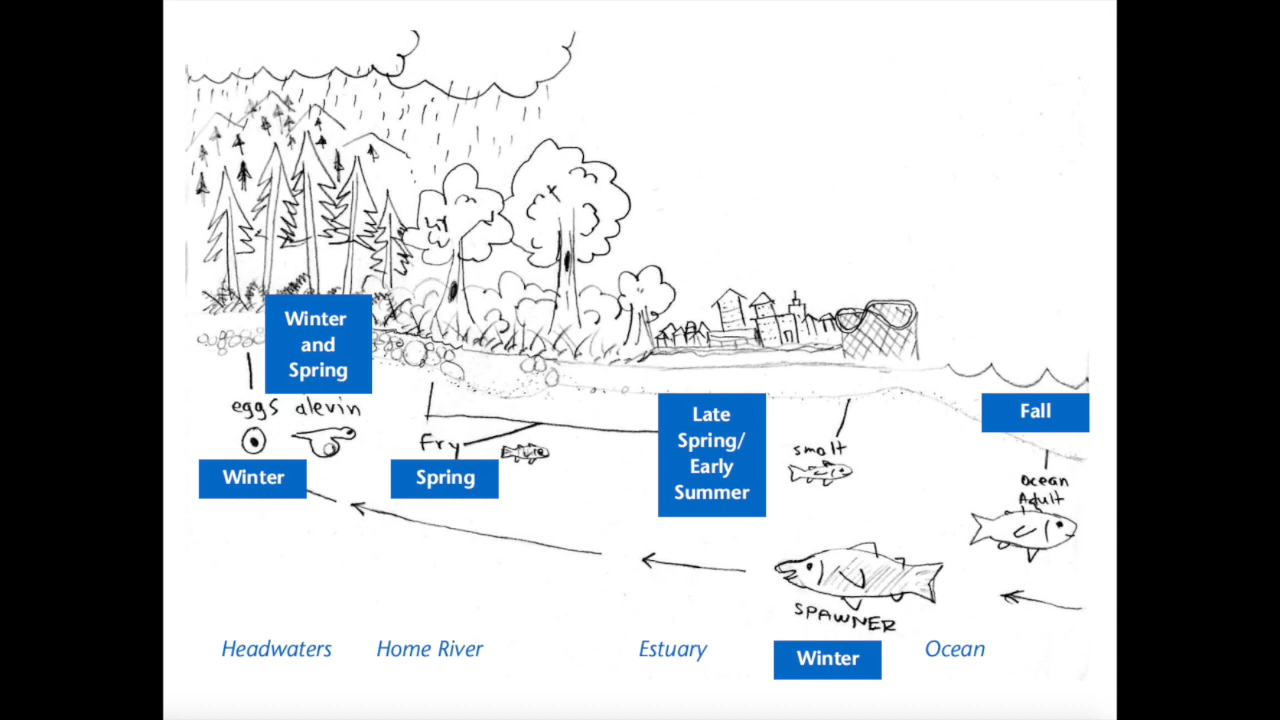 Winter
and
Spring
eggs alevin
Winter
Fry
Spring
Late
Spring/
Early
Summer
smolt
Fall
Ocean
Adult
SPAWNER
Winter
Headwaters
Home River
Estuary
Ocean